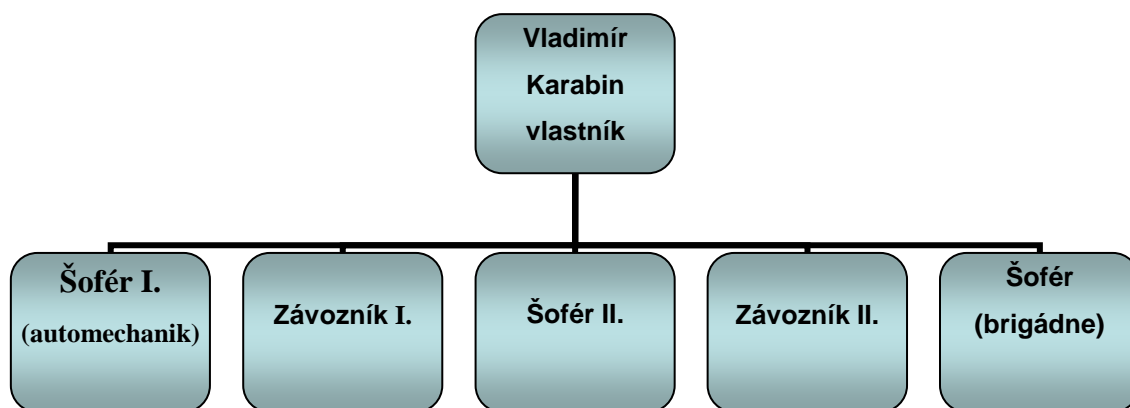 Vladimír
Karabin
vlastník
Šofér I.
(automechanik)
Závozník I.
Šofér II.
Závozník II.
Šofér
(brigádne)